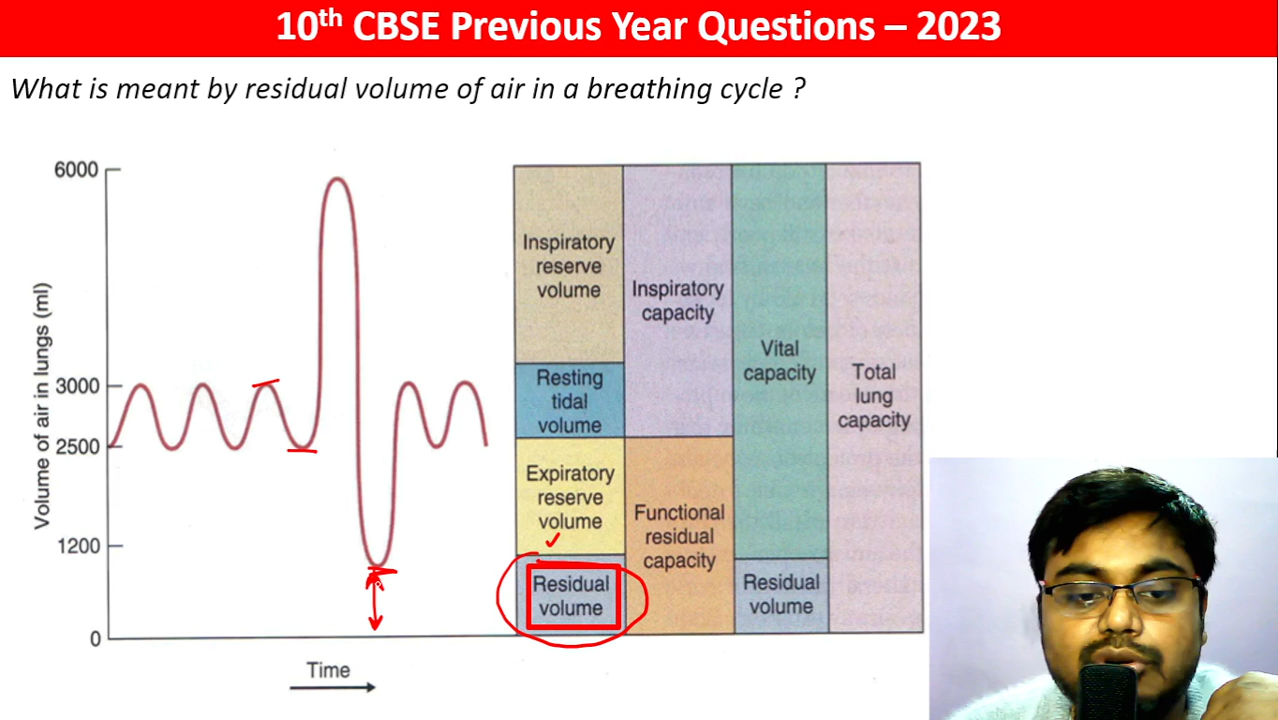 10th CBSE Previous Year Questions – 2023
What is meant by residual volume of air in a breathing cycle ?
6000
3000
2500
1200
0
Volume of air in lungs (ml)
Time
Inspiratory
reserve
volume
Resting
tidal
volume
Expiratory
reserve
volume
Residual
volume
Inspiratory
capacity
Functional
residual
capacity
Vital
capacity
Residual
volume
Total
lung
capacity